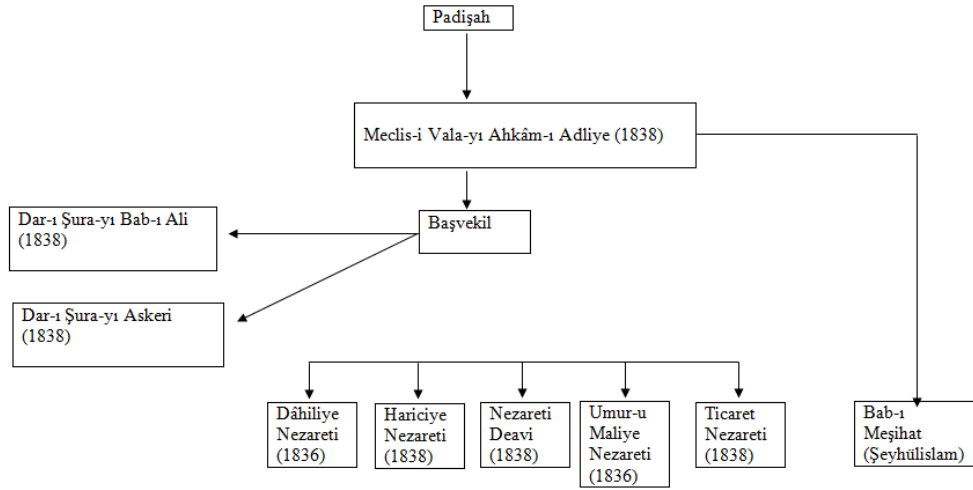 Padişah
Meclis-i Vala-yı Ahkâm-ı Adliye (1838)
Dar-ı Şura-yı Bab-ı Ali
(1838)
Başvekil
Dar-ı Şura-yı Askeri
(1838)
Dâhiliye
Nezareti
(1836)
Hariciye
Nezareti
(1838)
Nezareti
Deavi
(1838)
Umur-u
Maliye
Nezareti
(1836)
Ticaret
Nezareti
(1838)
Bab-ı
Meşihat
(Şeyhülislam)